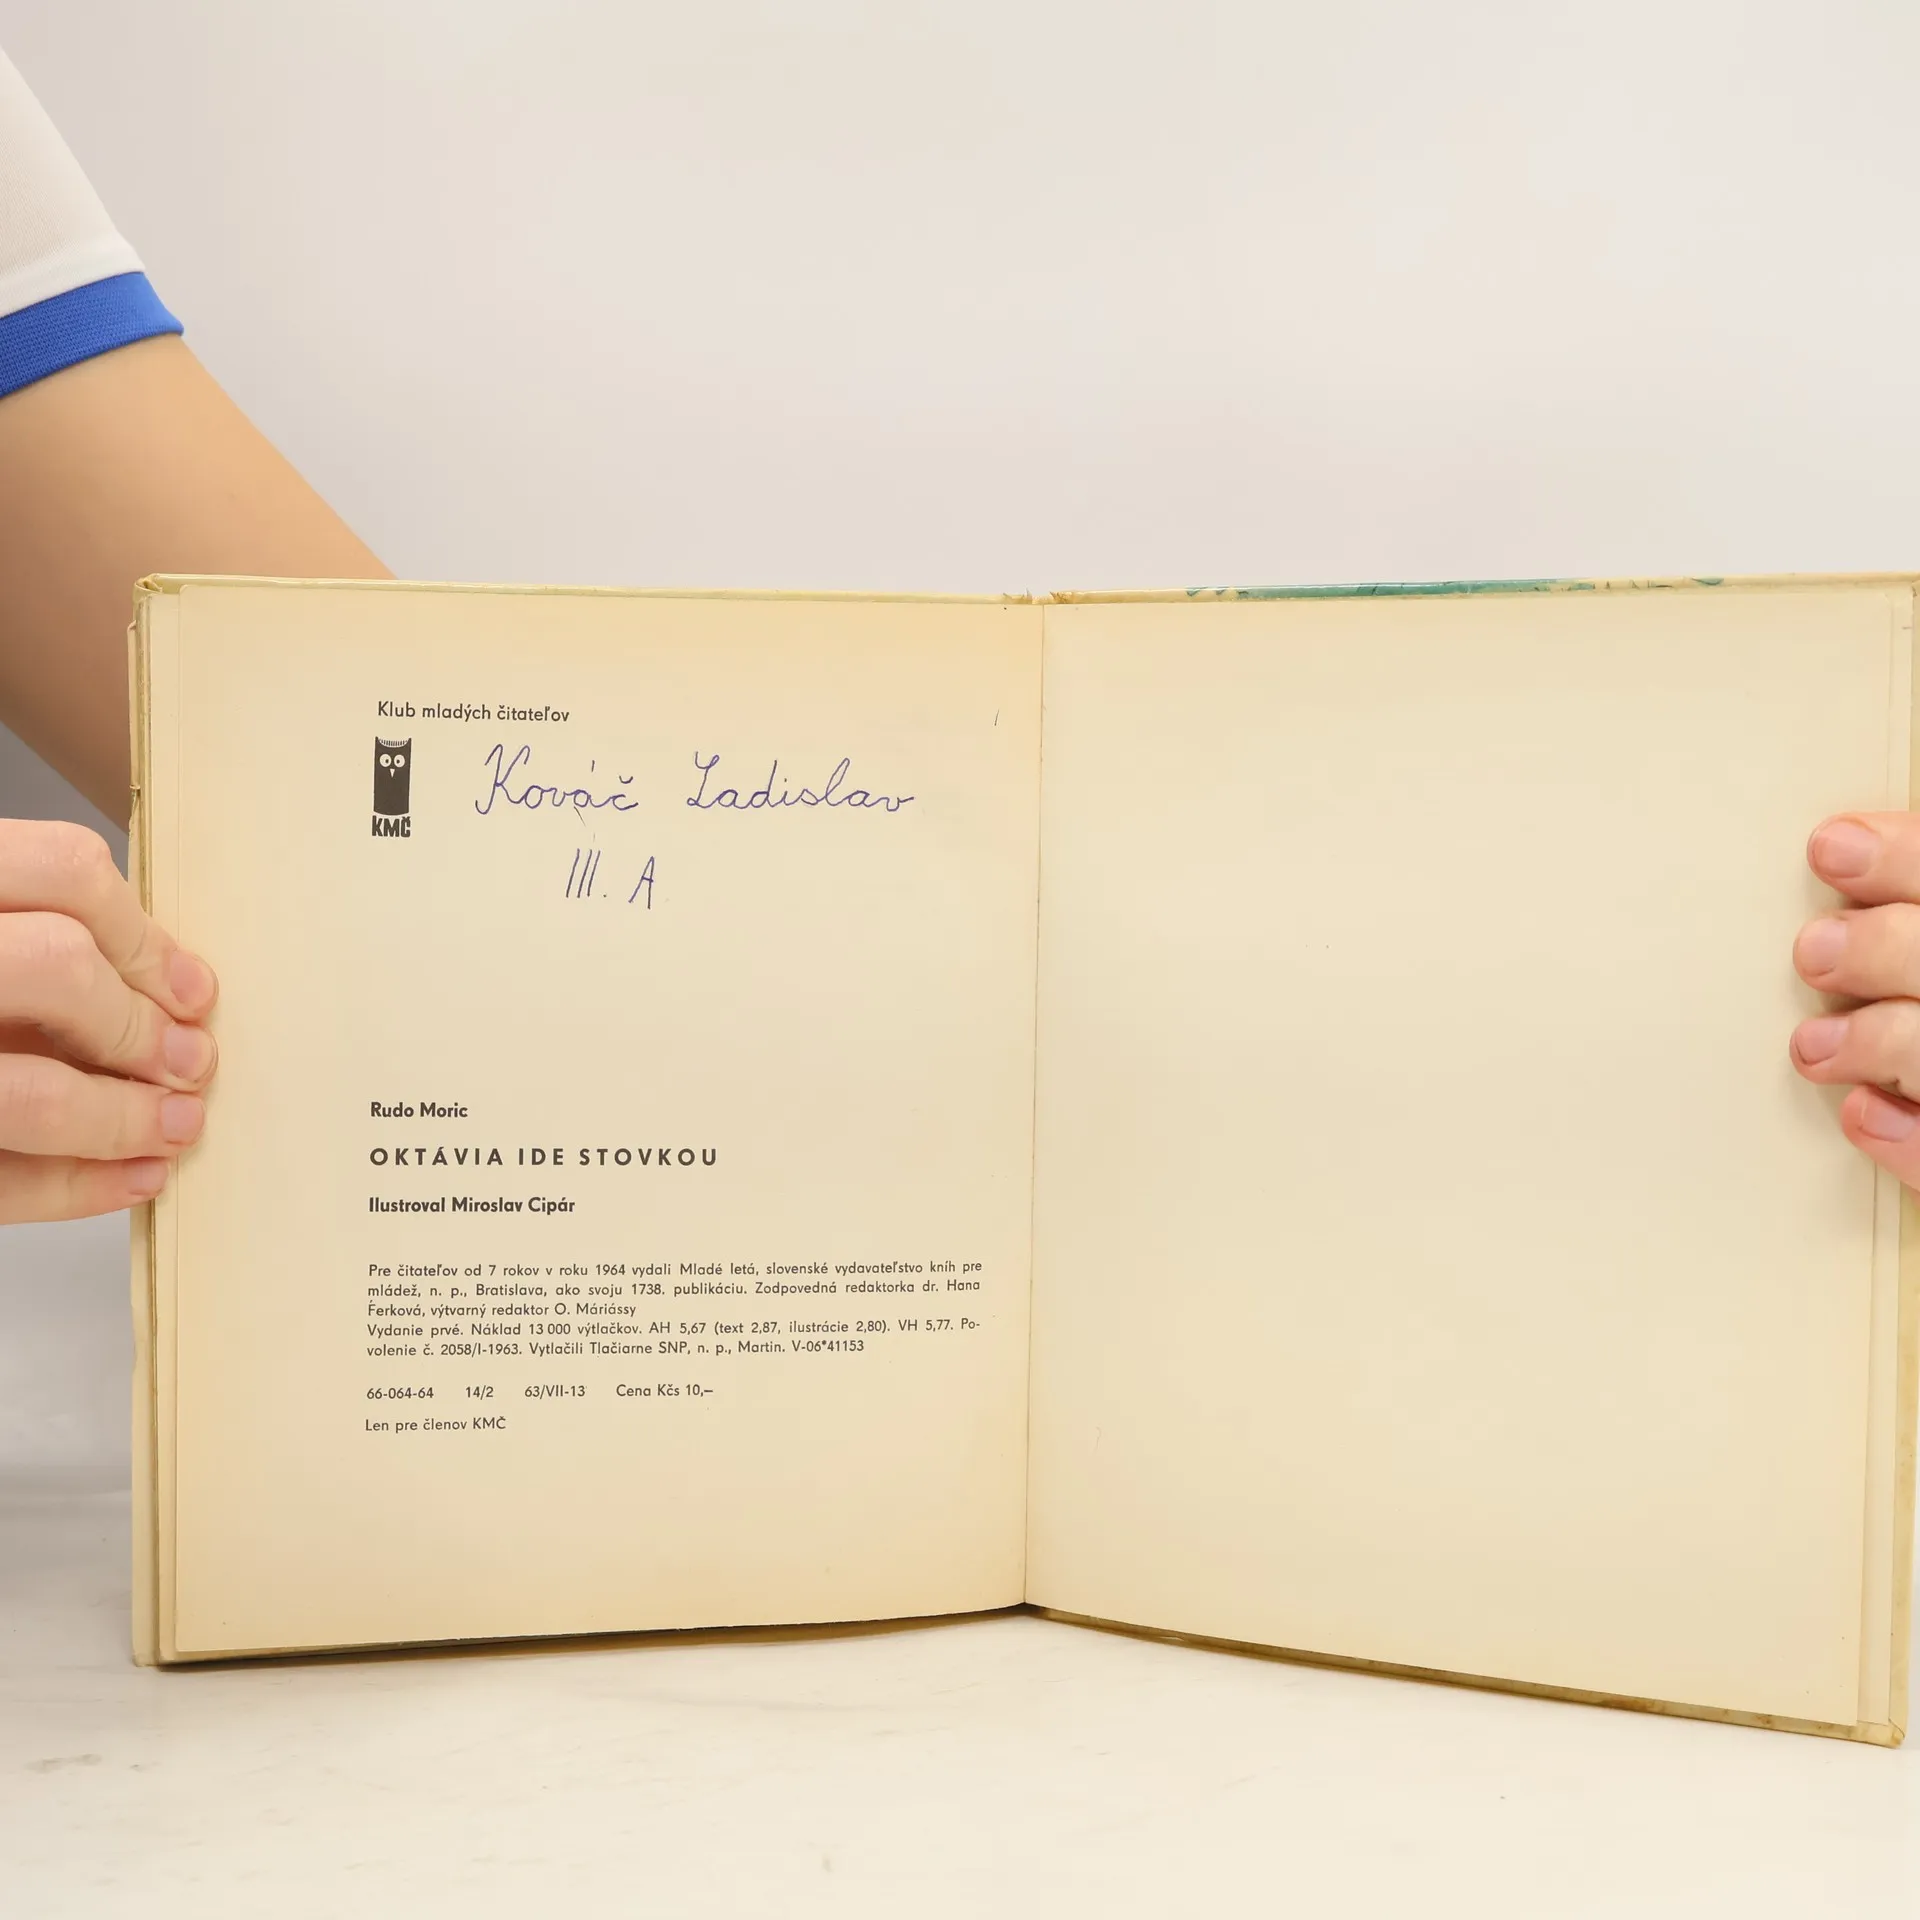 Klub mladých čitateľov
KMČ
Kováč Ladislav
III. A
Rudo Moric
OKTÁVIA IDE STOVKOU
Ilustroval Miroslav Cipár
Pre čitateľov od 7 rokov v roku 1964 vydali Mladé letá, slovenské vydavateľstvo kníh pre
mládež, n. p., Bratislava, ako svoju 1738. publikáciu. Zodpovedná redaktorka dr. Hana
Ferková, výtvarný redaktor O. Máriássy
Vydanie prvé. Náklad 13 000 výtlačkov. AH 5,67 (text 2,87, ilustrácie 2,80). VH 5,77. Po-
volenie č. 2058/I-1963. Vytlačili Tlačiarne SNP, n. p., Martin. V-06*41153
66-064-64 14/2 63/VII-13 Cena Kčs 10,–
Len pre členov KMČ